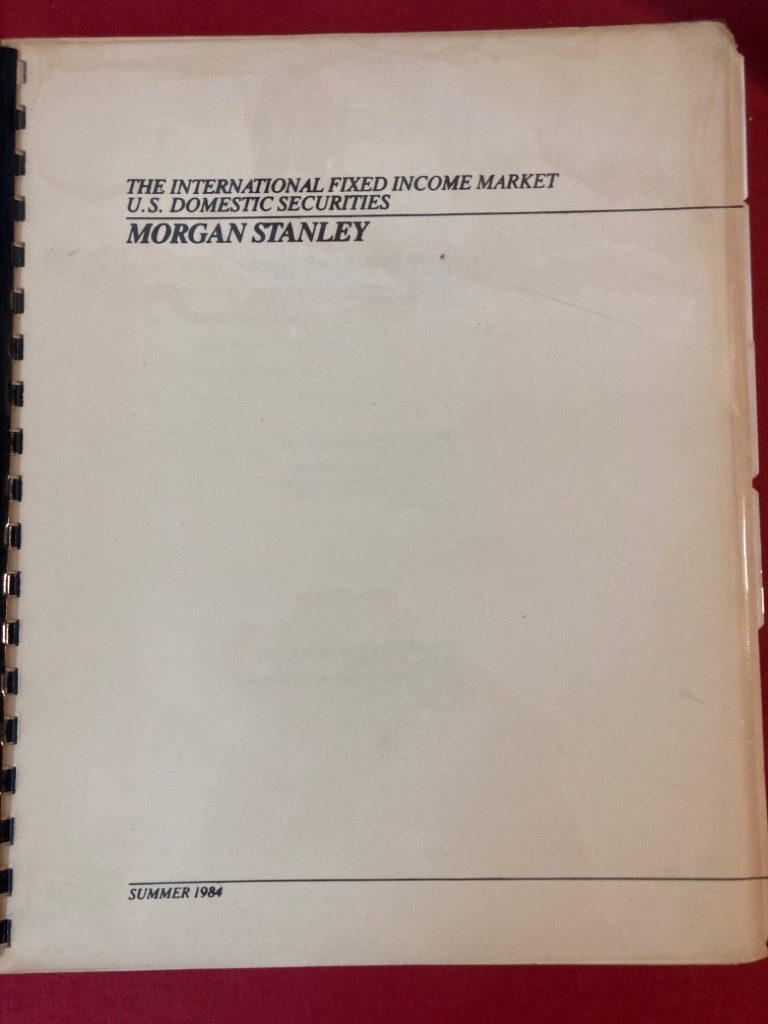 THE INTERNATIONAL FIXED INCOME MARKET
U.S. DOMESTIC SECURITIES
MORGAN STANLEY
SUMMER 1984